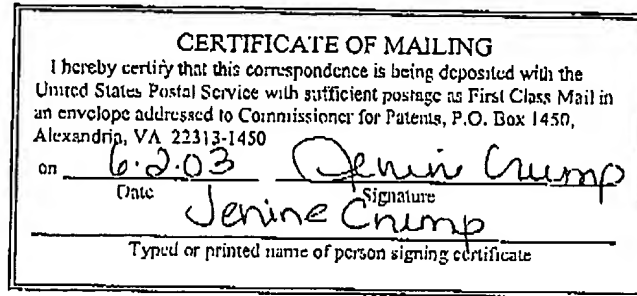 CERTIFICATE OF MAILING
I hereby certify that this correspondence is being deposited with the
United States Postal Service with sufficient postage as First Class Mail in
an envelope addressed to Commissioner for Patents, P.O. Box 1450,
Alexandria, VA 22313-1450
on 6.2.03 Jenine Crump
Date Signature
Jenine Crump
Typed or printed name of person signing certificate